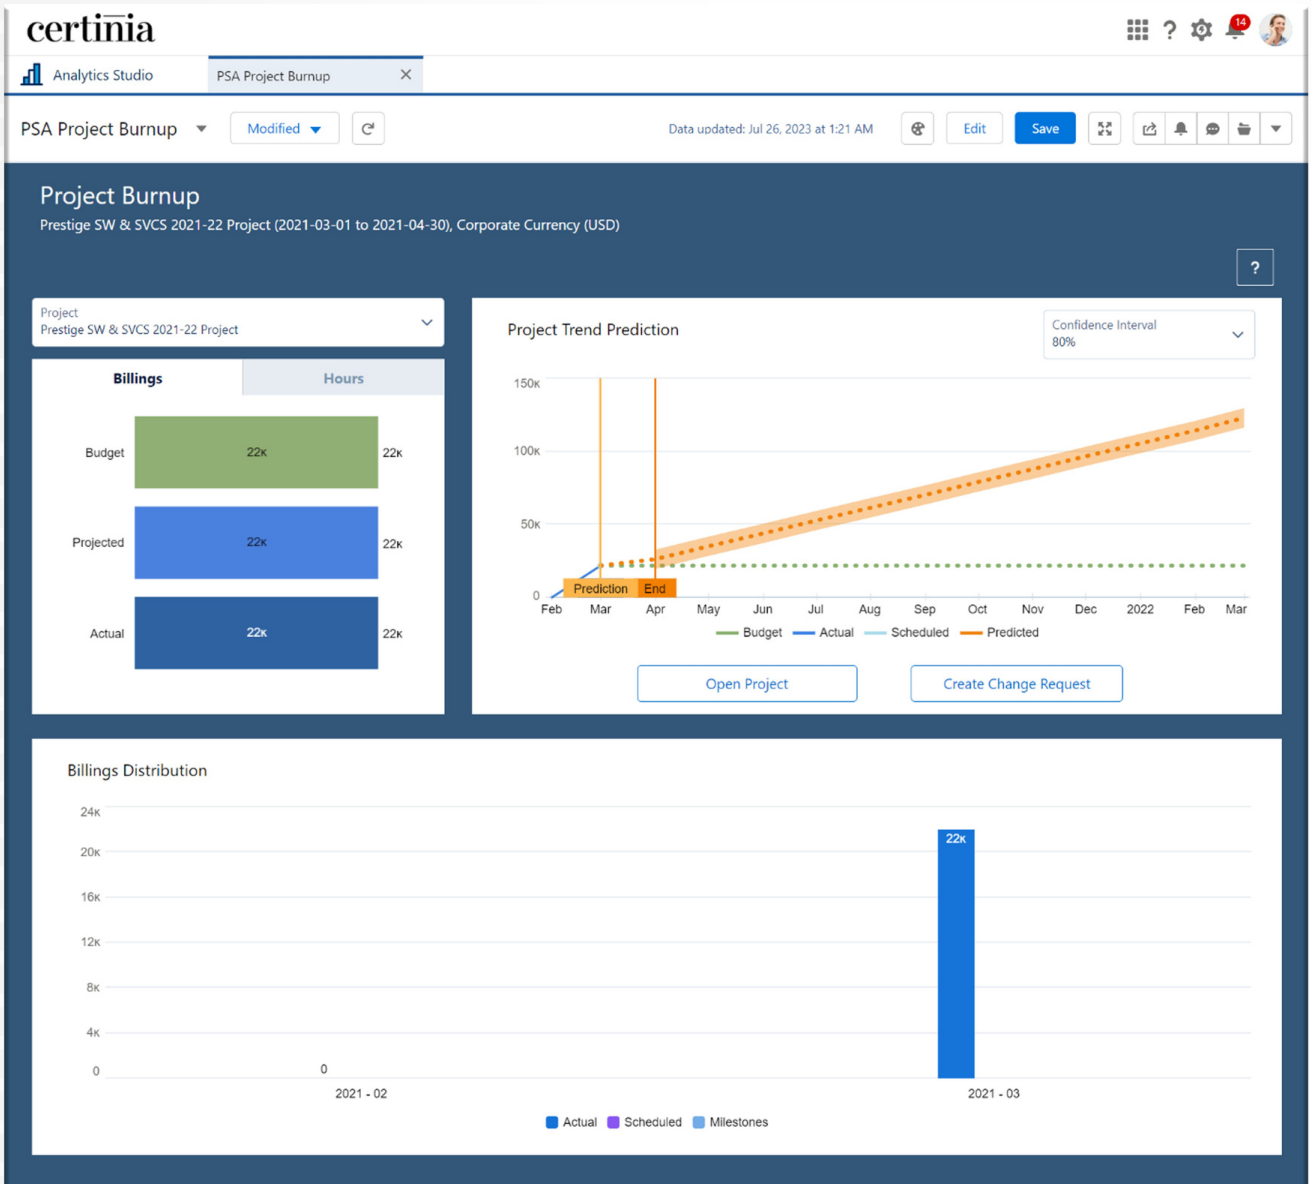 certinia
14
Analytics Studio
PSA Project Burnup
PSA Project Burnup
Modified
Data updated: Jul 26, 2023 at 1:21 AM
Edit
Save
Project Burnup
Prestige SW & SVCS 2021-22 Project (2021-03-01 to 2021-04-30), Corporate Currency (USD)
?
Project
Prestige SW & SVCS 2021-22 Project
Billings Hours
Budget 22K 22K
Projected 22K 22K
Actual 22K 22K
Project Trend Prediction
Confidence Interval
80%
150K
100K
50K
0
Prediction End
Feb Mar Apr May Jun Jul Aug Sep Oct Nov Dec 2022 Feb Mar
Budget Actual Scheduled Predicted
Open Project Create Change Request
Billings Distribution
24K
20K
16K
12K
8K
4K
0
0
22K
2021 - 02 2021 - 03
Actual Scheduled Milestones